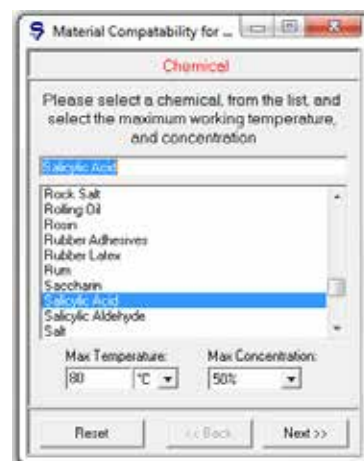 Material Compatability for ...
Chemical
Please select a chemical, from the list, and
select the maximum working temperature,
and concentration
Salicylic Acid
Rock Salt
Rolling Oil
Rosin
Rubber Adhesives
Rubber Latex
Rum
Saccharin
Salicylic Acid
Salicylic Aldehyde
Salt
Max Temperature: Max Concentration:
80 °C 50%
Reset << Back Next >>